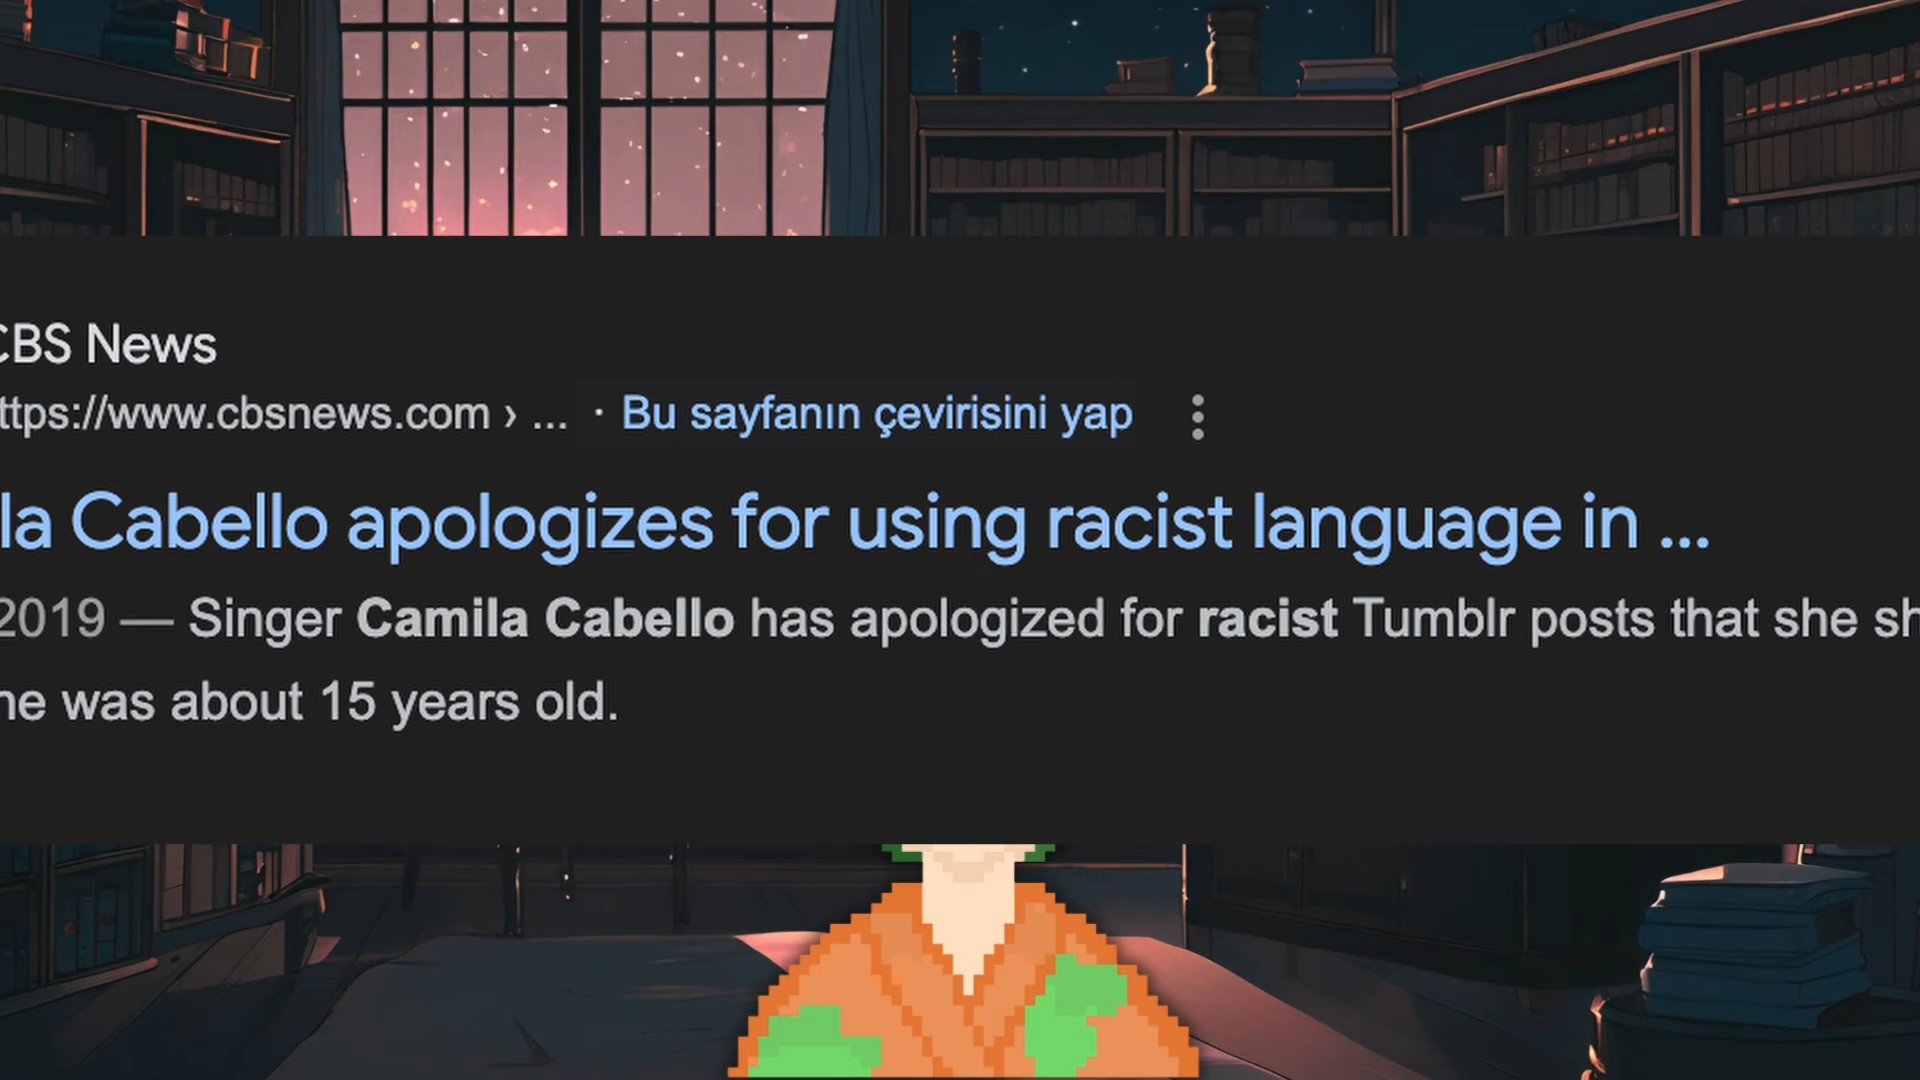 CBS News
ttps://www.cbsnews.com › ... · Bu sayfanın çevirisini yap
la Cabello apologizes for using racist language in ...
2019 — Singer Camila Cabello has apologized for racist Tumblr posts that she sh
he was about 15 years old.